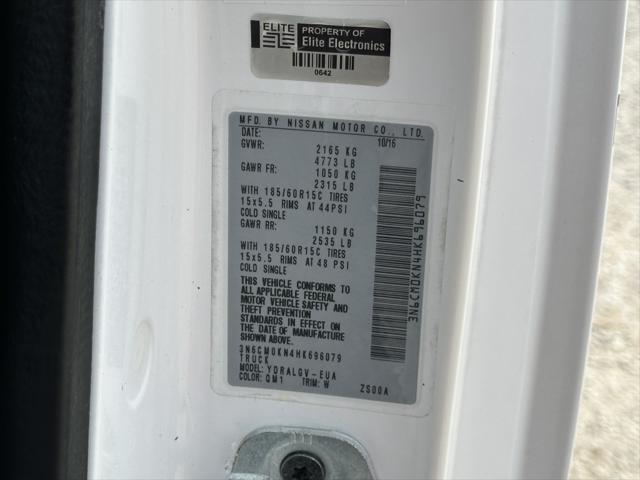 ELITE
PROPERTY OF
Elite Electronics
0642
MFD. BY NISSAN MOTOR CO., LTD.
DATE: 10/16
GVWR: 2165 KG
4773 LB
GAWR FR: 1050 KG
2315 LB
WITH 185/60R15C TIRES
15x5.5 RIMS AT 44PSI
COLD SINGLE
GAWR RR: 1150 KG
2535 LB
WITH 185/60R15C TIRES
15x5.5 RIMS AT 48 PSI
COLD SINGLE
THIS VEHICLE CONFORMS TO
ALL APPLICABLE FEDERAL
MOTOR VEHICLE SAFETY AND
THEFT PREVENTION
STANDARDS IN EFFECT ON
THE DATE OF MANUFACTURE
SHOWN ABOVE.
3N6CM0KN4HK696079
TRUCK
MODEL: YDRALGV-EUA
COLOR: QM1 TRIM: W ZS00A
3N6CM0KN4HK696079